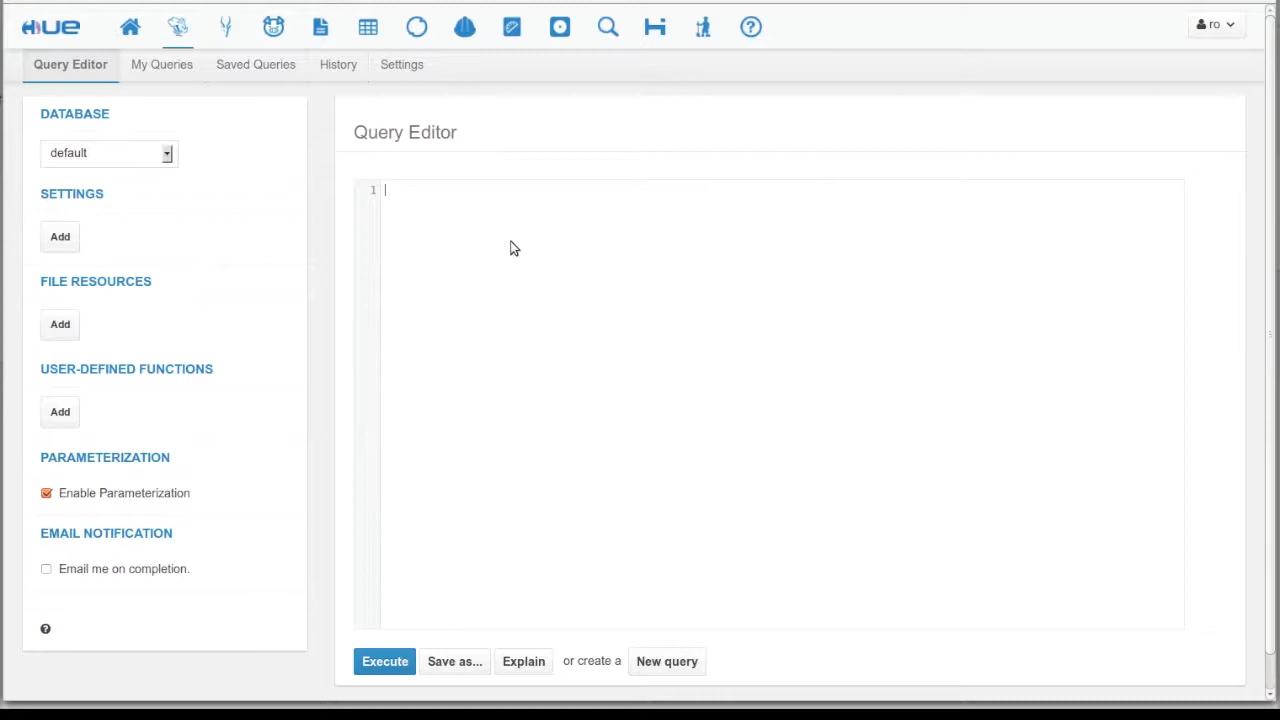 HUE
ro
Query Editor
My Queries
Saved Queries
History
Settings
DATABASE
default
SETTINGS
Add
FILE RESOURCES
Add
USER-DEFINED FUNCTIONS
Add
PARAMETERIZATION
Enable Parameterization
EMAIL NOTIFICATION
Email me on completion.
Query Editor
1
Execute
Save as...
Explain
or create a
New query